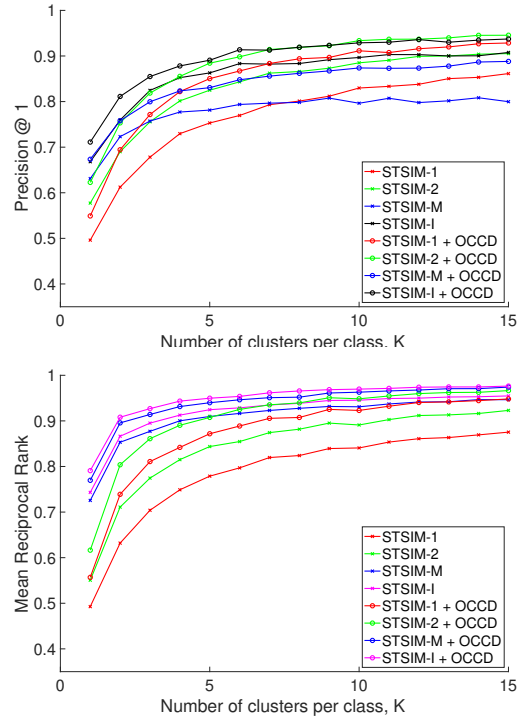 Precision @ 1
1
0.9
0.8
0.7
0.6
0.5
0.4
STSIM-1
STSIM-2
STSIM-M
STSIM-I
STSIM-1 + OCCD
STSIM-2 + OCCD
STSIM-M + OCCD
STSIM-I + OCCD
0 5 10 15
Number of clusters per class, K
Mean Reciprocal Rank
1
0.9
0.8
0.7
0.6
0.5
0.4
STSIM-1
STSIM-2
STSIM-M
STSIM-I
STSIM-1 + OCCD
STSIM-2 + OCCD
STSIM-M + OCCD
STSIM-I + OCCD
0 5 10 15
Number of clusters per class, K